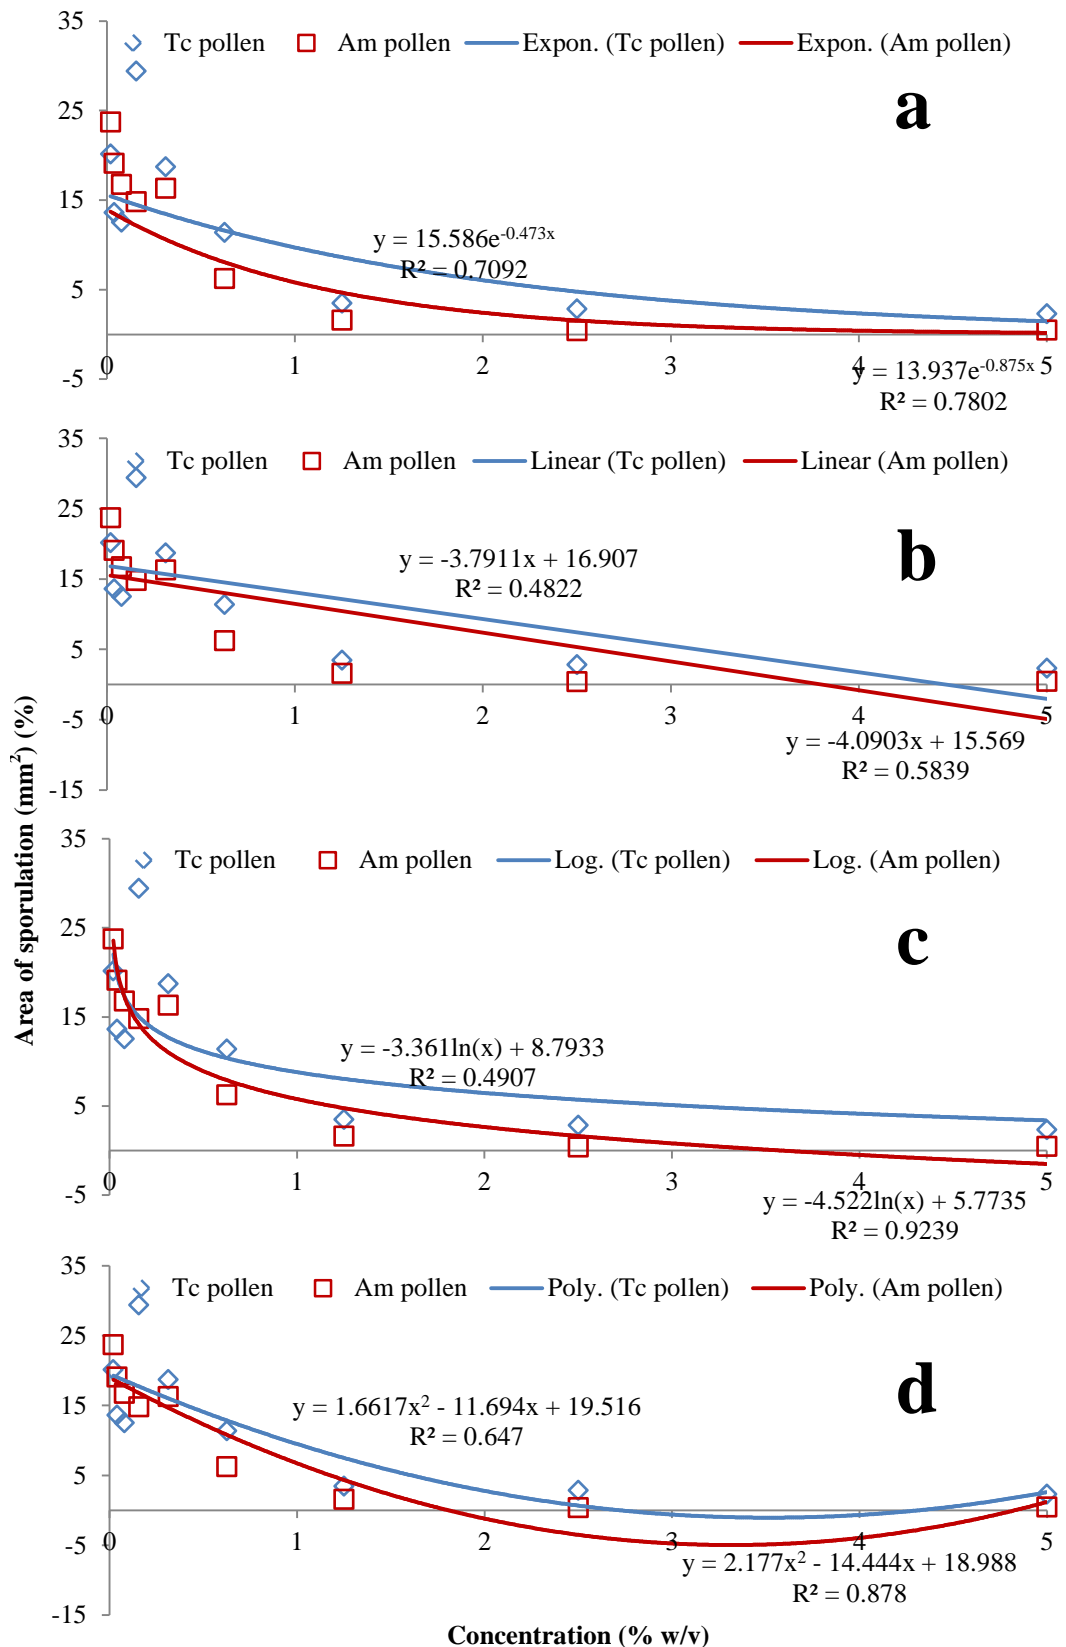 35
Tc pollen Am pollen Expon. (Tc pollen) Expon. (Am pollen)
25
a
15
y = 15.586e^-0.473x
R² = 0.7092
5
0 1 2 3 4 5
-5
y = 13.937e^-0.875x
R² = 0.7802
35
Tc pollen Am pollen Linear (Tc pollen) Linear (Am pollen)
25
b
y = -3.7911x + 16.907
15
R² = 0.4822
5
0 1 2 3 4 5
-5
y = -4.0903x + 15.569
R² = 0.5839
-15
Area of sporulation (mm²) (%)
35
Tc pollen Am pollen Log. (Tc pollen) Log. (Am pollen)
25
c
15
y = -3.361ln(x) + 8.7933
R² = 0.4907
5
0 1 2 3 4 5
-5
y = -4.522ln(x) + 5.7735
R² = 0.9239
35
Tc pollen Am pollen Poly. (Tc pollen) Poly. (Am pollen)
25
d
15
y = 1.6617x² - 11.694x + 19.516
R² = 0.647
5
0 1 2 3 4 5
-5
y = 2.177x² - 14.444x + 18.988
R² = 0.878
-15
Concentration (% w/v)